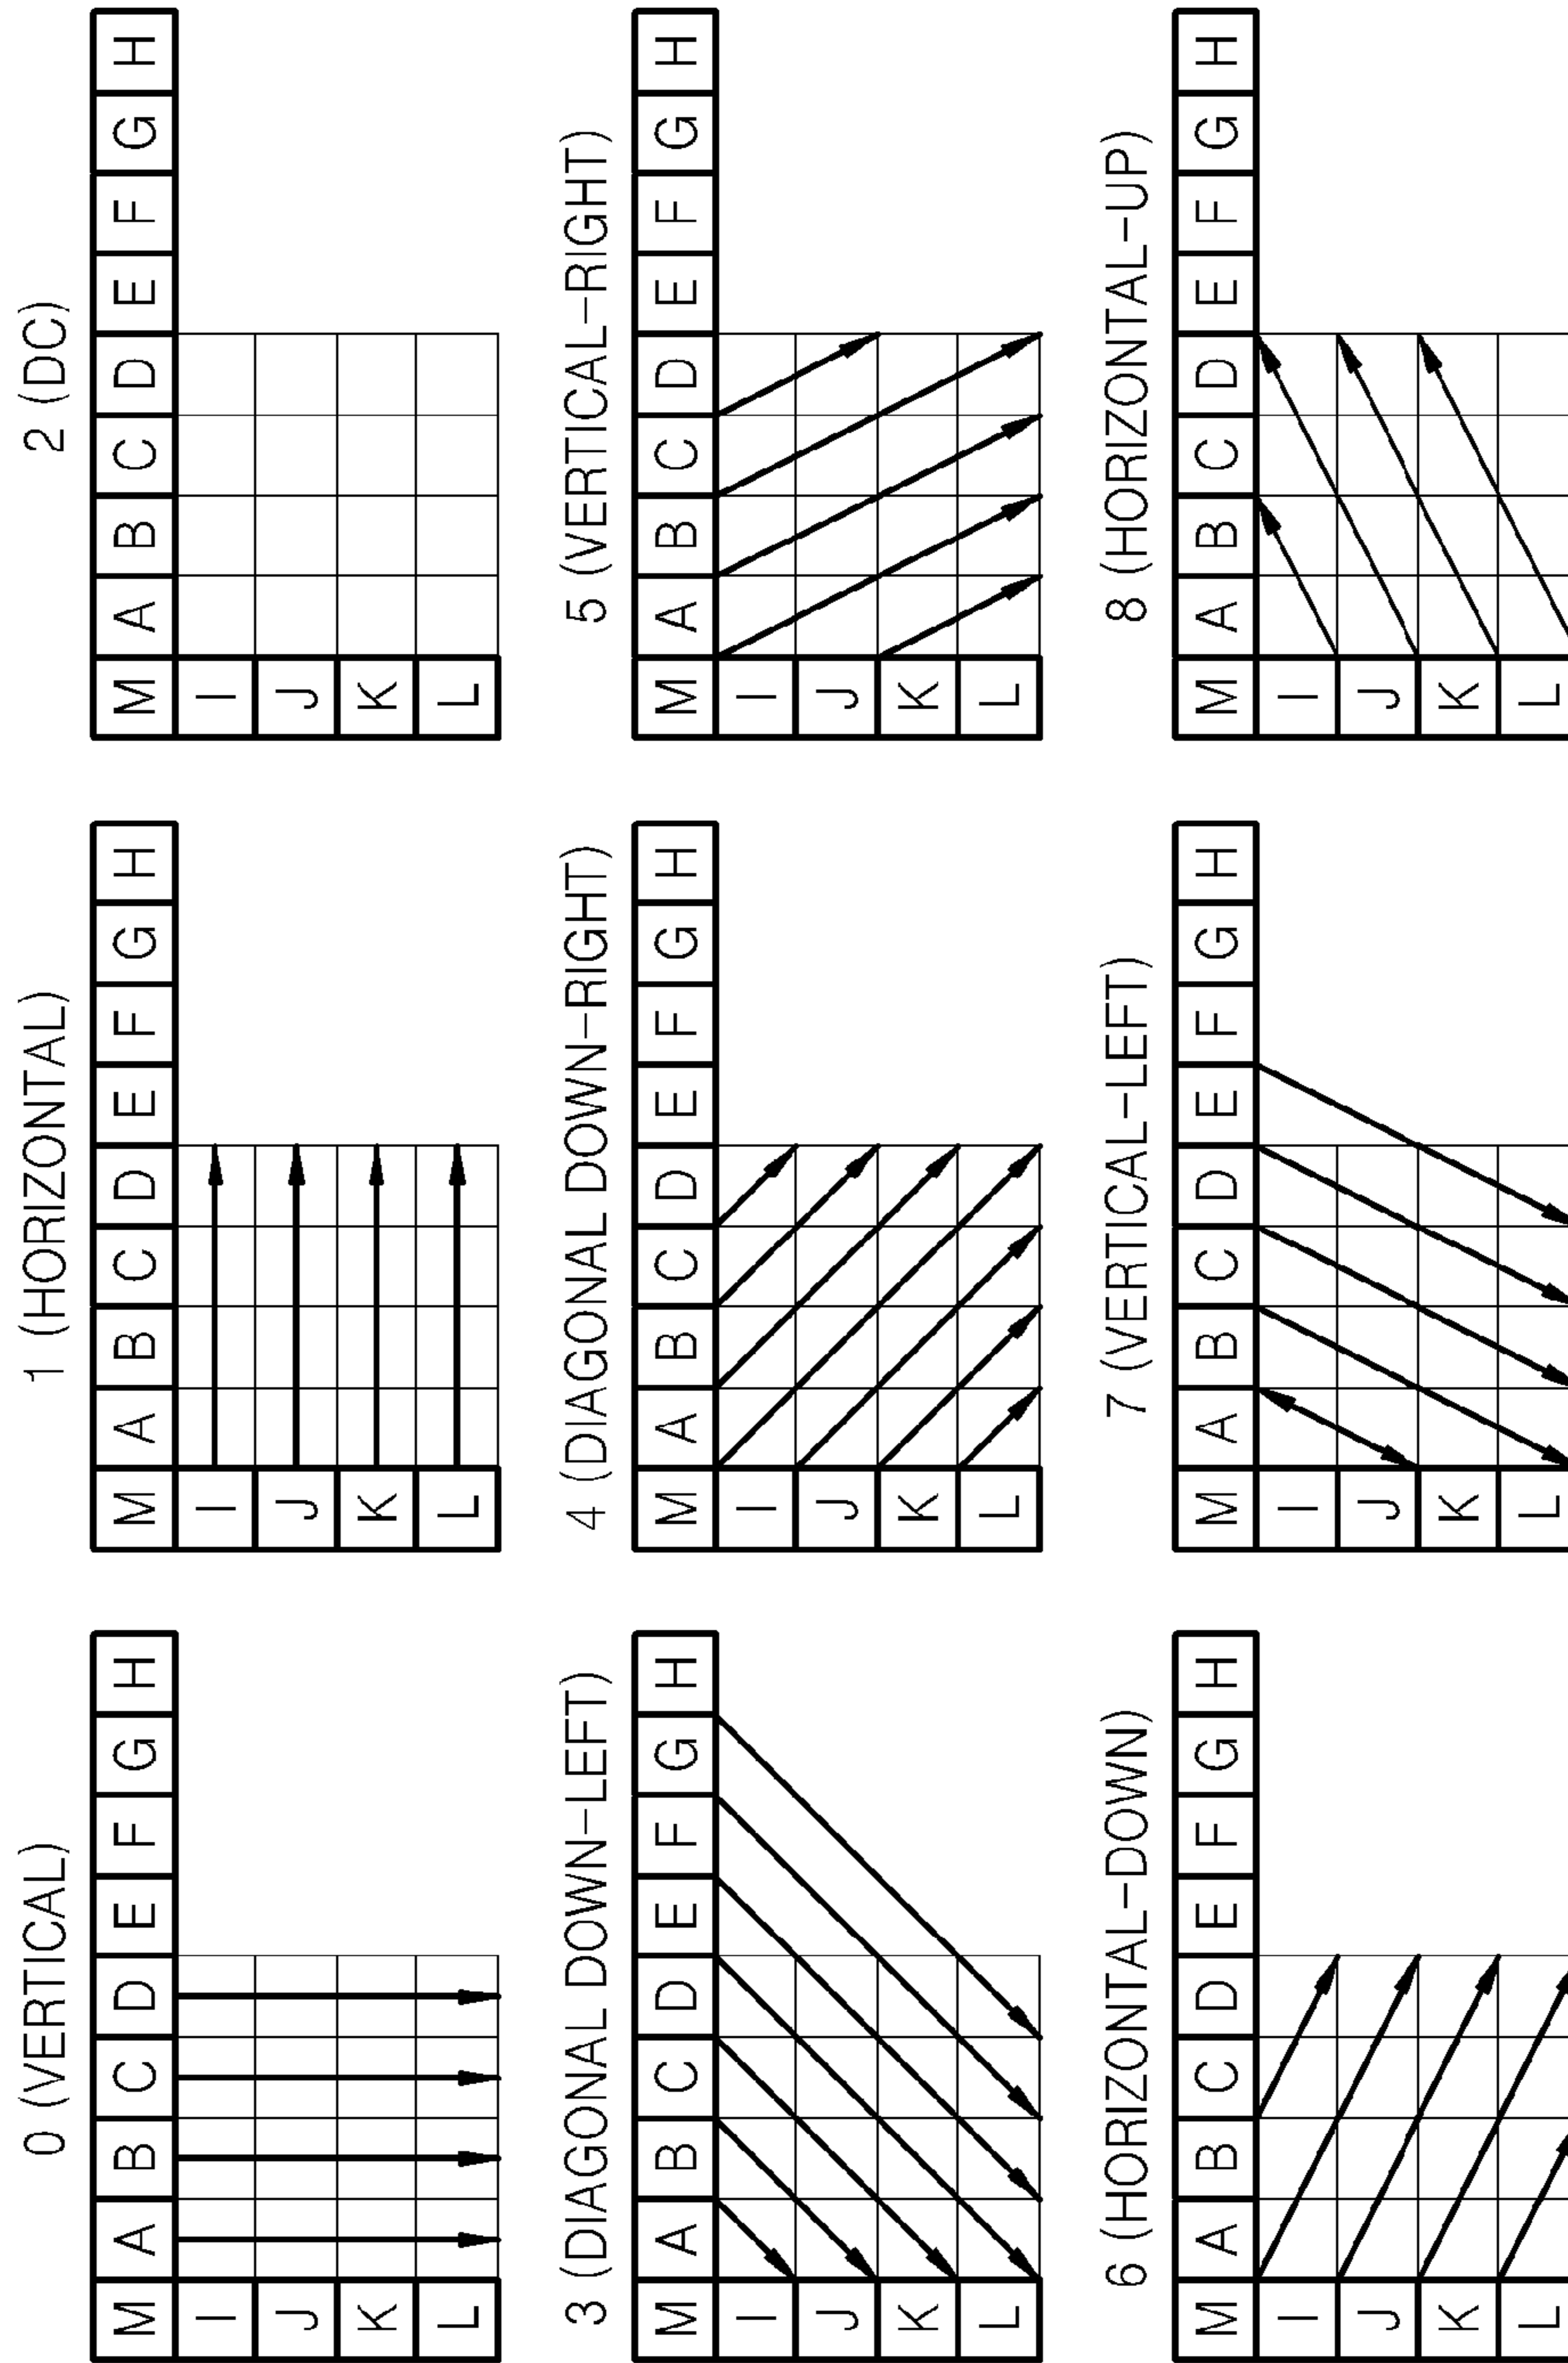 0 (VERTICAL)
M A B C D E F G H
I
J
K
L
1 (HORIZONTAL)
M A B C D E F G H
I
J
K
L
2 (DC)
M A B C D E F G H
I
J
K
L
3 (DIAGONAL DOWN-LEFT)
M A B C D E F G H
I
J
K
L
4 (DIAGONAL DOWN-RIGHT)
M A B C D E F G H
I
J
K
L
5 (VERTICAL-RIGHT)
M A B C D E F G H
I
J
K
L
6 (HORIZONTAL-DOWN)
M A B C D E F G H
I
J
K
L
7 (VERTICAL-LEFT)
M A B C D E F G H
I
J
K
L
8 (HORIZONTAL-UP)
M A B C D E F G H
I
J
K
L